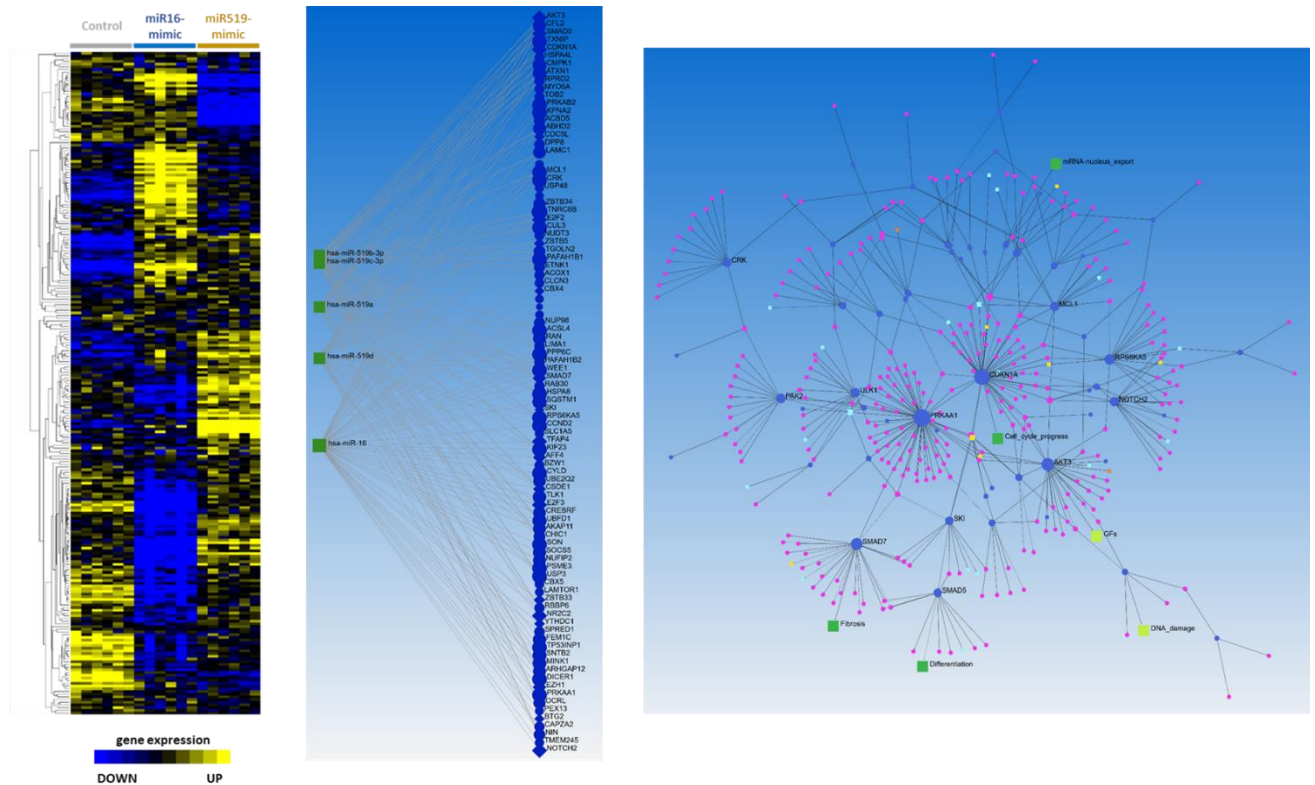 Control
miR16-
mimic
miR519-
mimic
gene expression
DOWN
UP
hsa-miR-519b-3p
hsa-miR-519c-3p
hsa-miR-519a
hsa-miR-519d
hsa-miR-16
AKT3
CFL2
SMAD5
TXNIP
CDKN1A
HSPA4L
CMPK1
ATXN1
RPRD2
MYO5A
TOB2
PRKAB2
KPNA2
ACBD5
ABHD2
CDC5L
DPP8
LAMC1
MCL1
CRK
USP48
ZBTB34
TNRC6B
E2F2
CUL3
NUDT3
ZBTB5
TGOLN2
PAFAH1B1
ETNK1
ACOX1
CLCN3
CBX4
NUP98
ACSL4
RAN
LIMA1
PPP6C
PAFAH1B2
WEE1
SMAD7
RAB30
HSPA8
SQSTM1
SKI
RPS6KA5
CCND2
SLC1A5
TFAP4
KIF23
AFF4
BZW1
CYLD
UBE2Q2
CSDE1
TLK1
E2F3
CREBRF
UBFD1
AKAP11
CHIC1
SON
SOCS5
NUFIP2
PSME3
USP3
CBX5
LAMTOR1
ZBTB33
RBBP6
NR2C2
YTHDC1
SPRED1
FEM1C
TP53INP1
SNTB2
MINK1
ARHGAP12
DICER1
EZH1
PRKAA1
OCRL
PEX13
BTG2
CAPZA2
NIN
TMEM245
NOTCH2
mRNA-nucleus_export
CRK
MCL1
RPS6KA5
CDKN1A
PAK2
ULK1
NOTCH2
PRKAA1
Cell_cycle_progress
AKT3
SKI
GFs
SMAD7
SMAD5
Fibrosis
DNA_damage
Differentiation